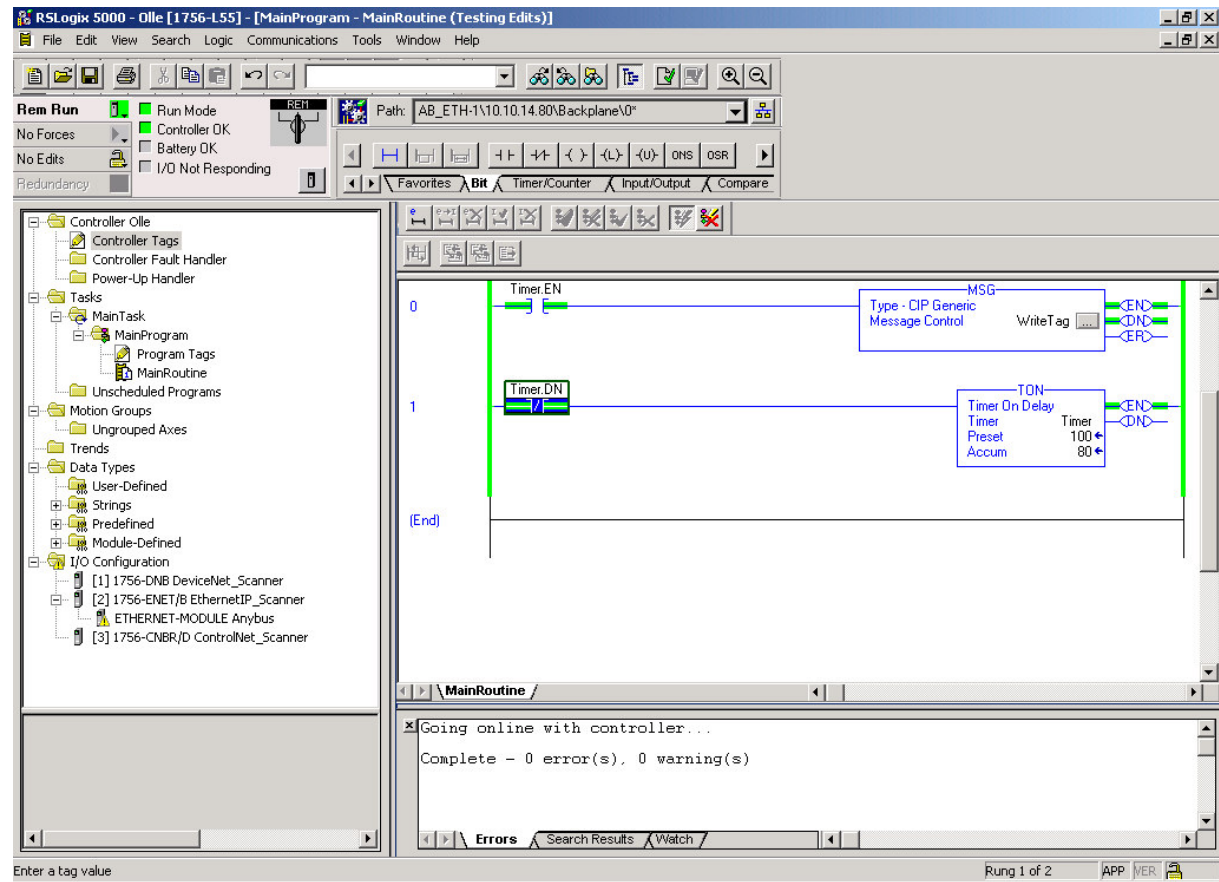 RSLogix 5000 - Olle [1756-L55] - [MainProgram - MainRoutine (Testing Edits)]
File Edit View Search Logic Communications Tools Window Help
Rem Run
No Forces
No Edits
Redundancy
Run Mode
Controller OK
Battery OK
I/O Not Responding
REM
Path: AB_ETH-1\10.10.14.80\Backplane\0*
(L) (U) ONS OSR
Favorites Bit Timer/Counter Input/Output Compare
Controller Olle
Controller Tags
Controller Fault Handler
Power-Up Handler
Tasks
MainTask
MainProgram
Program Tags
MainRoutine
Unscheduled Programs
Motion Groups
Ungrouped Axes
Trends
Data Types
User-Defined
Strings
Predefined
Module-Defined
I/O Configuration
[1] 1756-DNB DeviceNet_Scanner
[2] 1756-ENET/B EthernetIP_Scanner
ETHERNET-MODULE Anybus
[3] 1756-CNBR/D ControlNet_Scanner
0
Timer.EN
MSG
Type - CIP Generic
Message Control WriteTag ...
EN
DN
ER
1
Timer.DN
TON
Timer On Delay
Timer Timer
Preset 100
Accum 80
EN
DN
(End)
MainRoutine
Going online with controller...
Complete - 0 error(s), 0 warning(s)
Errors Search Results Watch
Enter a tag value
Rung 1 of 2 APP VER